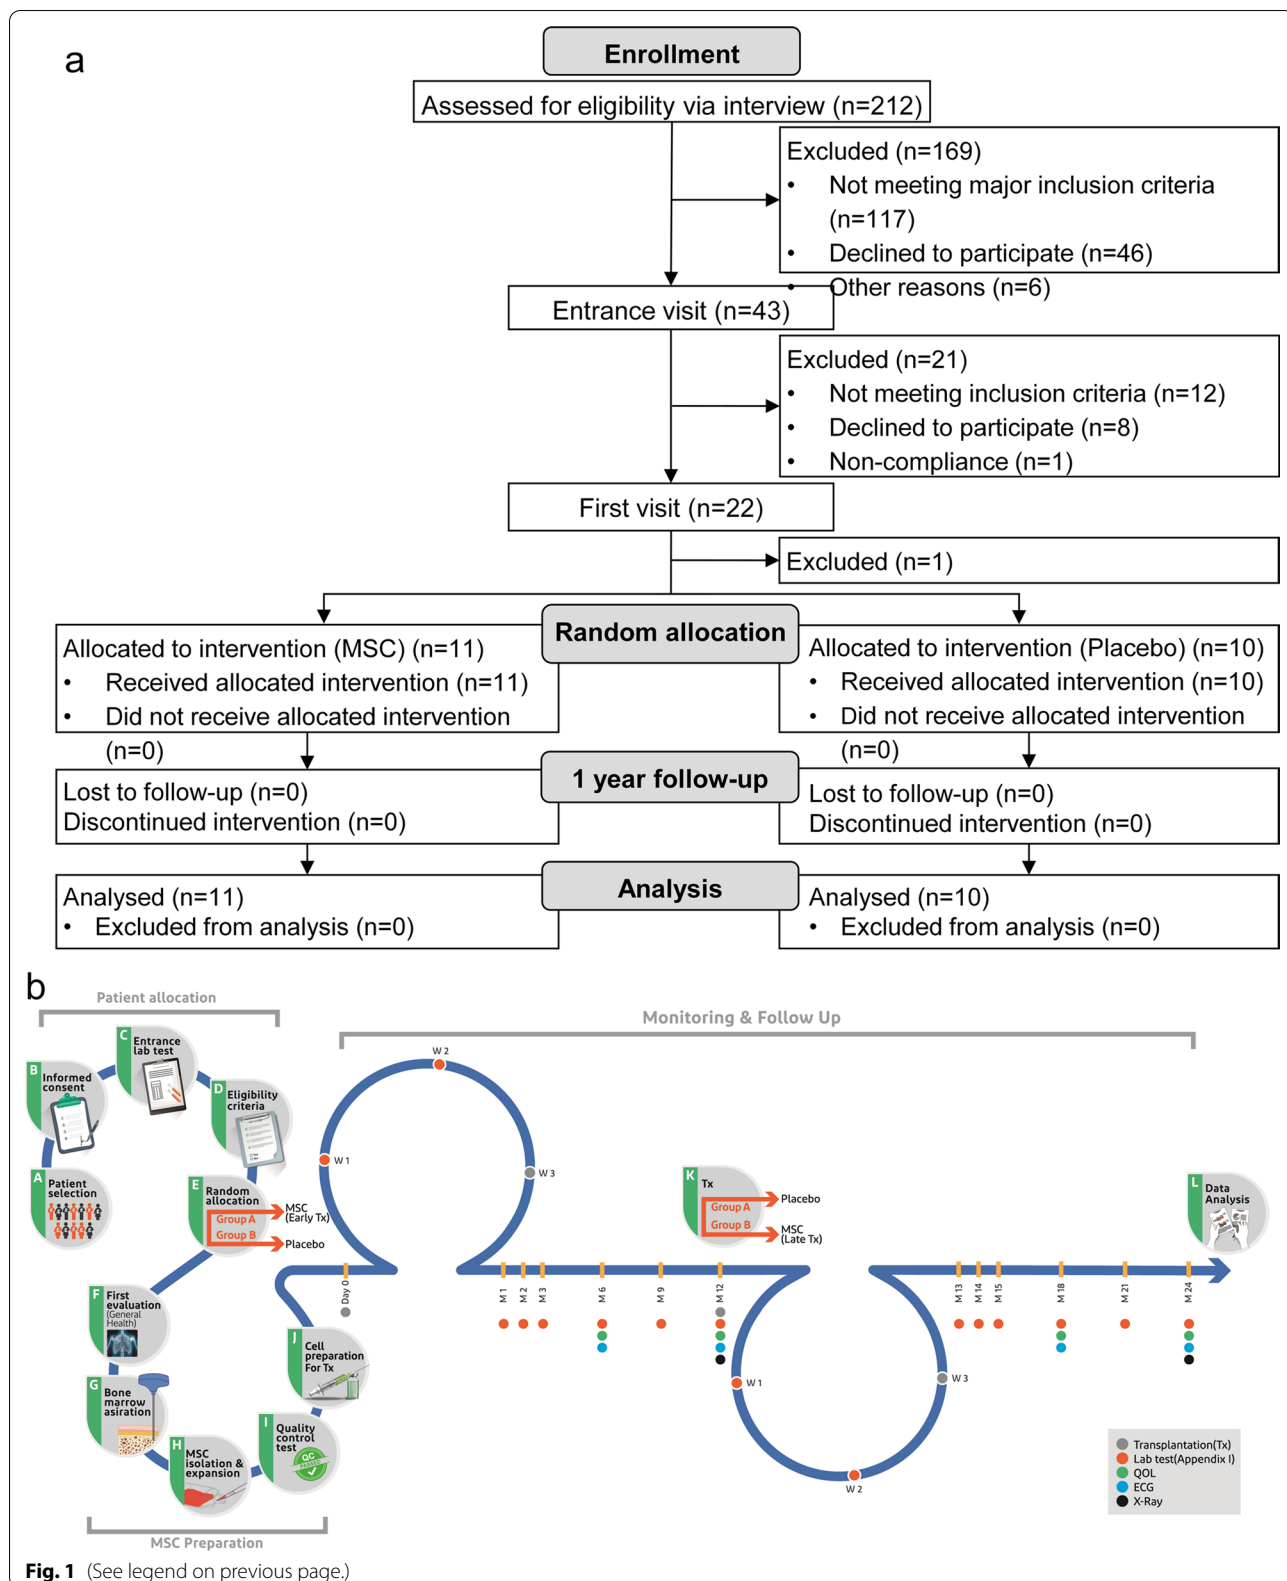 a
Enrollment
Assessed for eligibility via interview (n=212)
Excluded (n=169)
• Not meeting major inclusion criteria
(n=117)
• Declined to participate (n=46)
• Other reasons (n=6)
Entrance visit (n=43)
Excluded (n=21)
• Not meeting inclusion criteria (n=12)
• Declined to participate (n=8)
• Non-compliance (n=1)
First visit (n=22)
Excluded (n=1)
Random allocation
Allocated to intervention (MSC) (n=11)
• Received allocated intervention (n=11)
• Did not receive allocated intervention
(n=0)
Allocated to intervention (Placebo) (n=10)
• Received allocated intervention (n=10)
• Did not receive allocated intervention
(n=0)
1 year follow-up
Lost to follow-up (n=0)
Discontinued intervention (n=0)
Lost to follow-up (n=0)
Discontinued intervention (n=0)
Analysis
Analysed (n=11)
• Excluded from analysis (n=0)
Analysed (n=10)
• Excluded from analysis (n=0)
b
Patient allocation
Monitoring & Follow Up
A
Patient
selection
B
Informed
consent
C
Entrance
lab test
D
Eligibility
criteria
E
Random
allocation
Group A
Group B
MSC
(Early Tx)
Placebo
F
First
evaluation
(General
Health)
G
Bone
marrow
asiration
H
MSC
isolation &
expansion
I
Quality
control
test
QC
PASSED
J
Cell
preparation
For Tx
MSC Preparation
Day 0
W 1
W 2
W 3
M 1
M 2
M 3
M 6
M 9
M 12
K
Tx
Group A
Group B
Placebo
MSC
(Late Tx)
W 1
W 2
W 3
M 13
M 14
M 15
M 18
M 21
M 24
L
Data
Analysis
Transplantation(Tx)
Lab test(Appendix I)
QOL
ECG
X-Ray
Fig. 1 (See legend on previous page.)